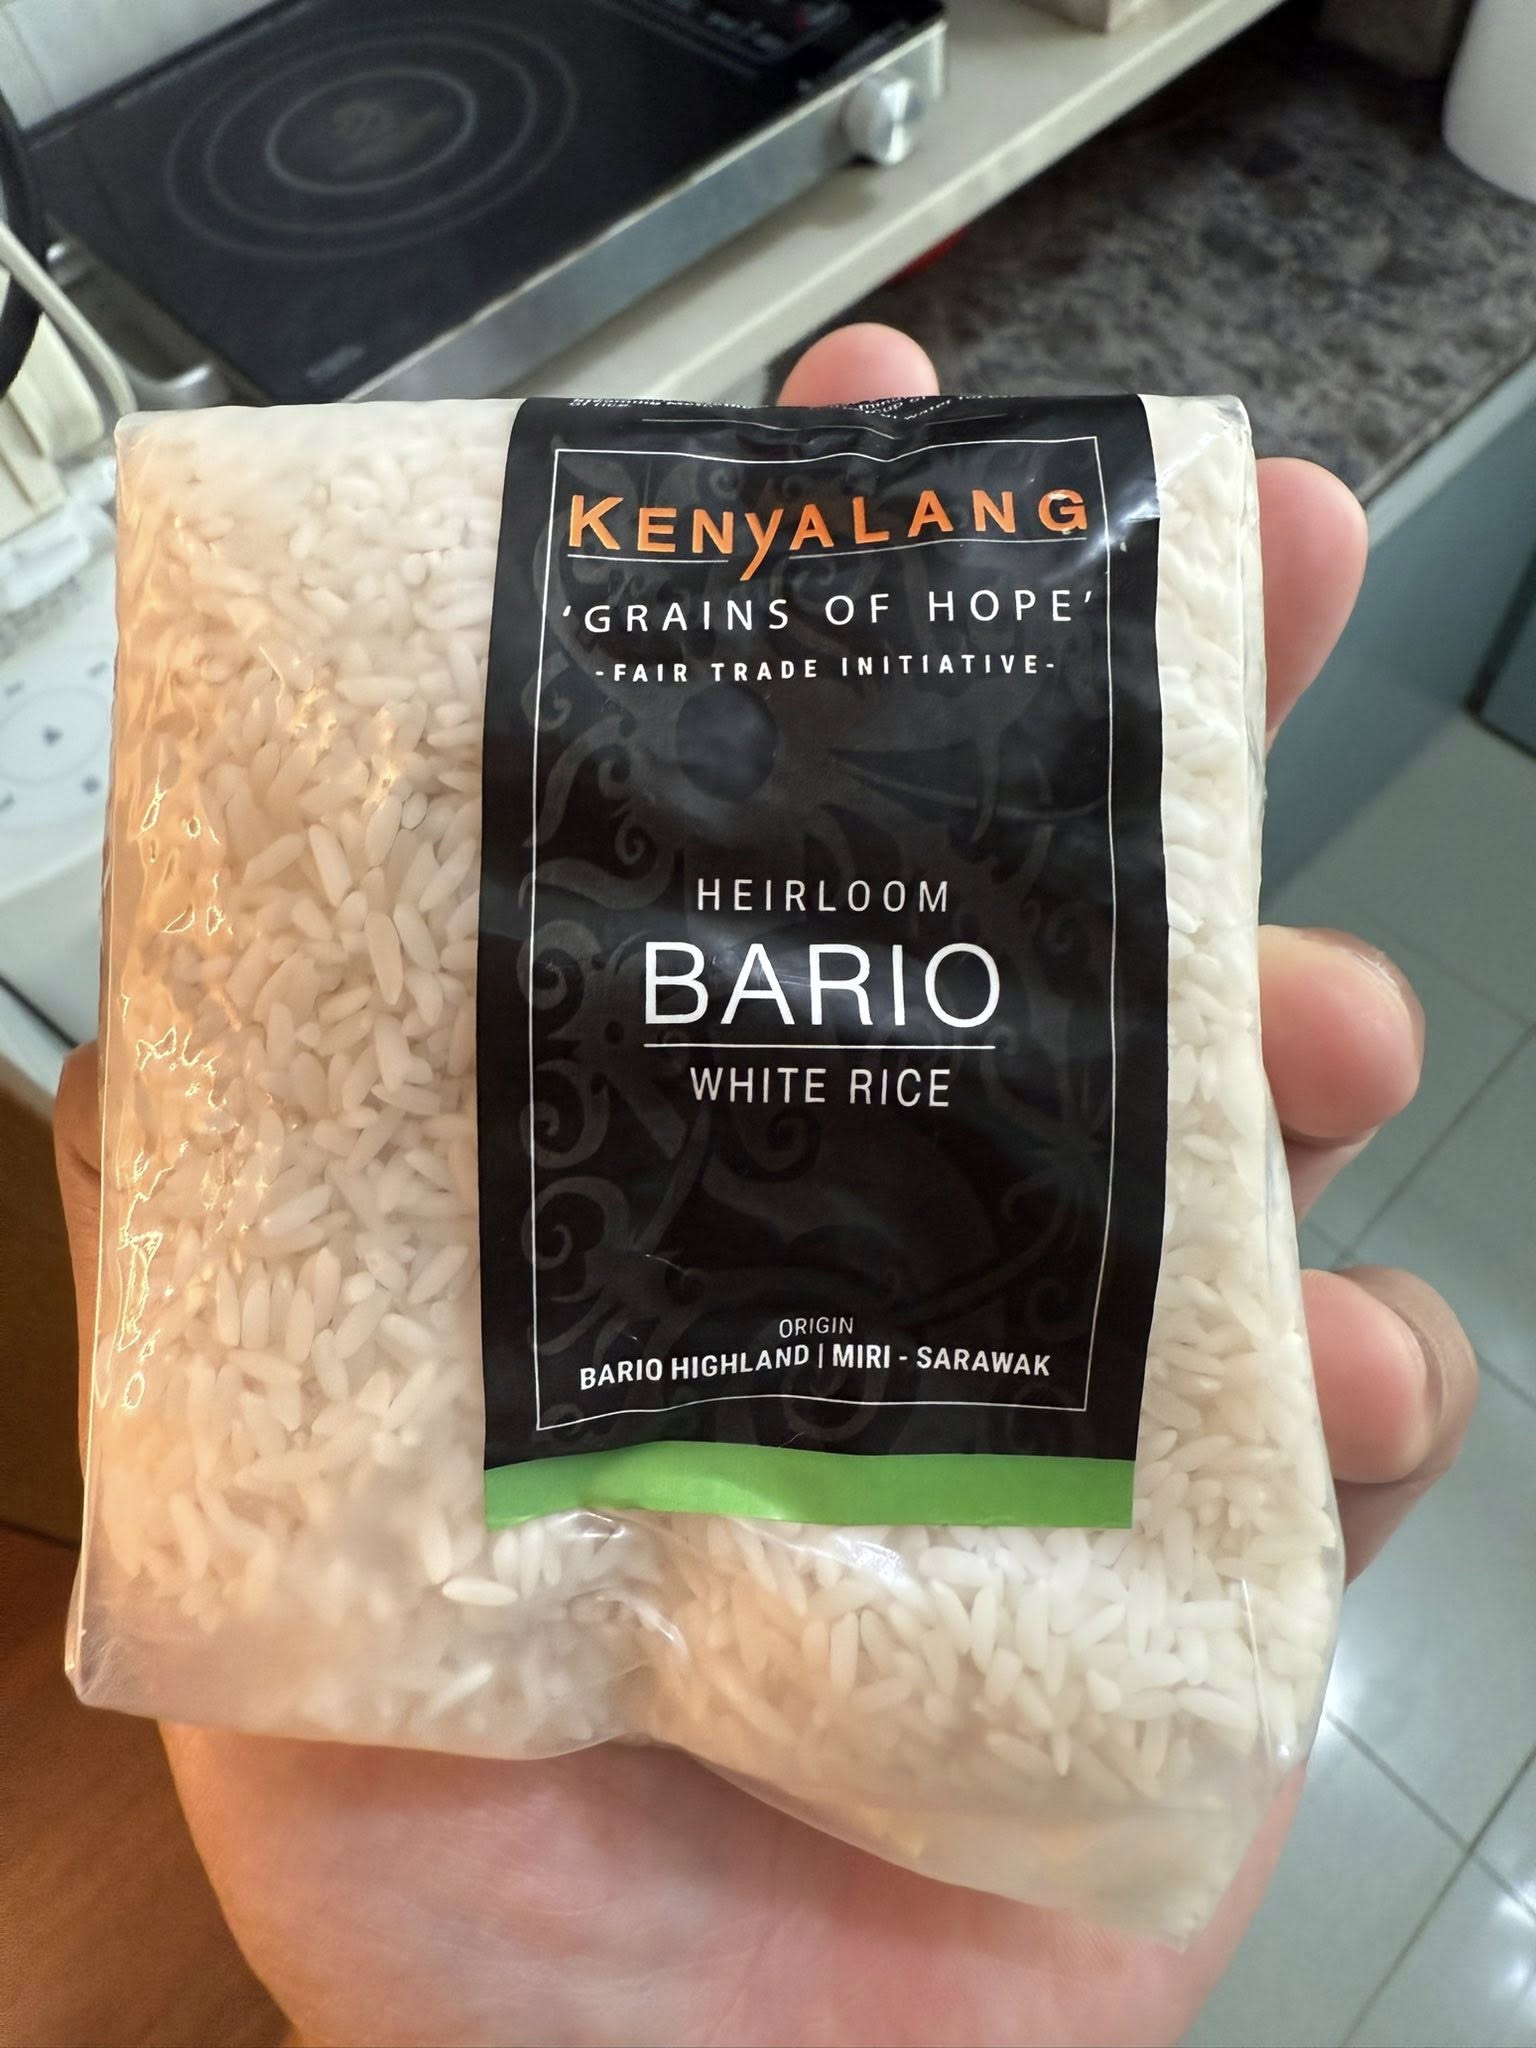 KENYALANG
'GRAINS OF HOPE'
-FAIR TRADE INITIATIVE-
HEIRLOOM
BARIO
WHITE RICE
ORIGIN
BARIO HIGHLAND | MIRI - SARAWAK